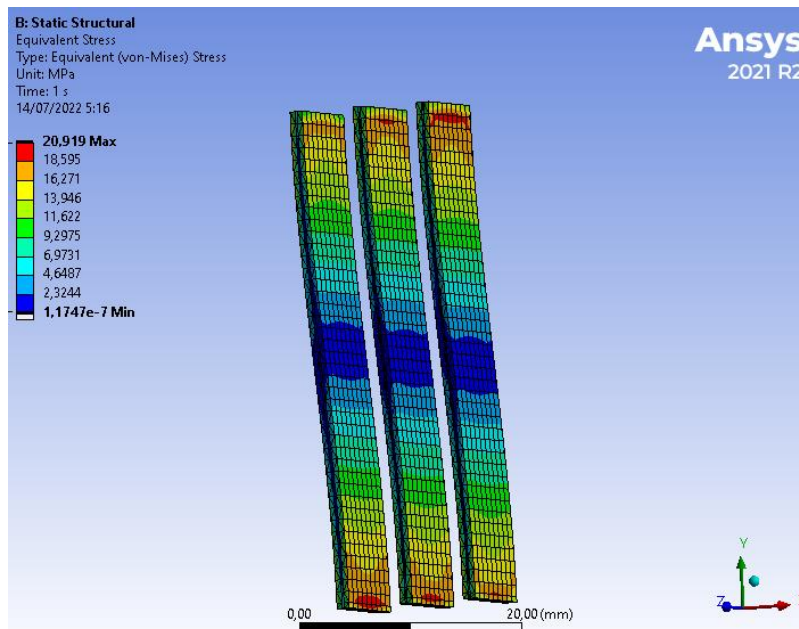 B: Static Structural
Equivalent Stress
Type: Equivalent (von-Mises) Stress
Unit: MPa
Time: 1 s
14/07/2022 5:16
Ansys
2021 R2
20,919 Max
18,595
16,271
13,946
11,622
9,2975
6,9731
4,6487
2,3244
1,1747e-7 Min
0,00
20,00 (mm)
Y
Z